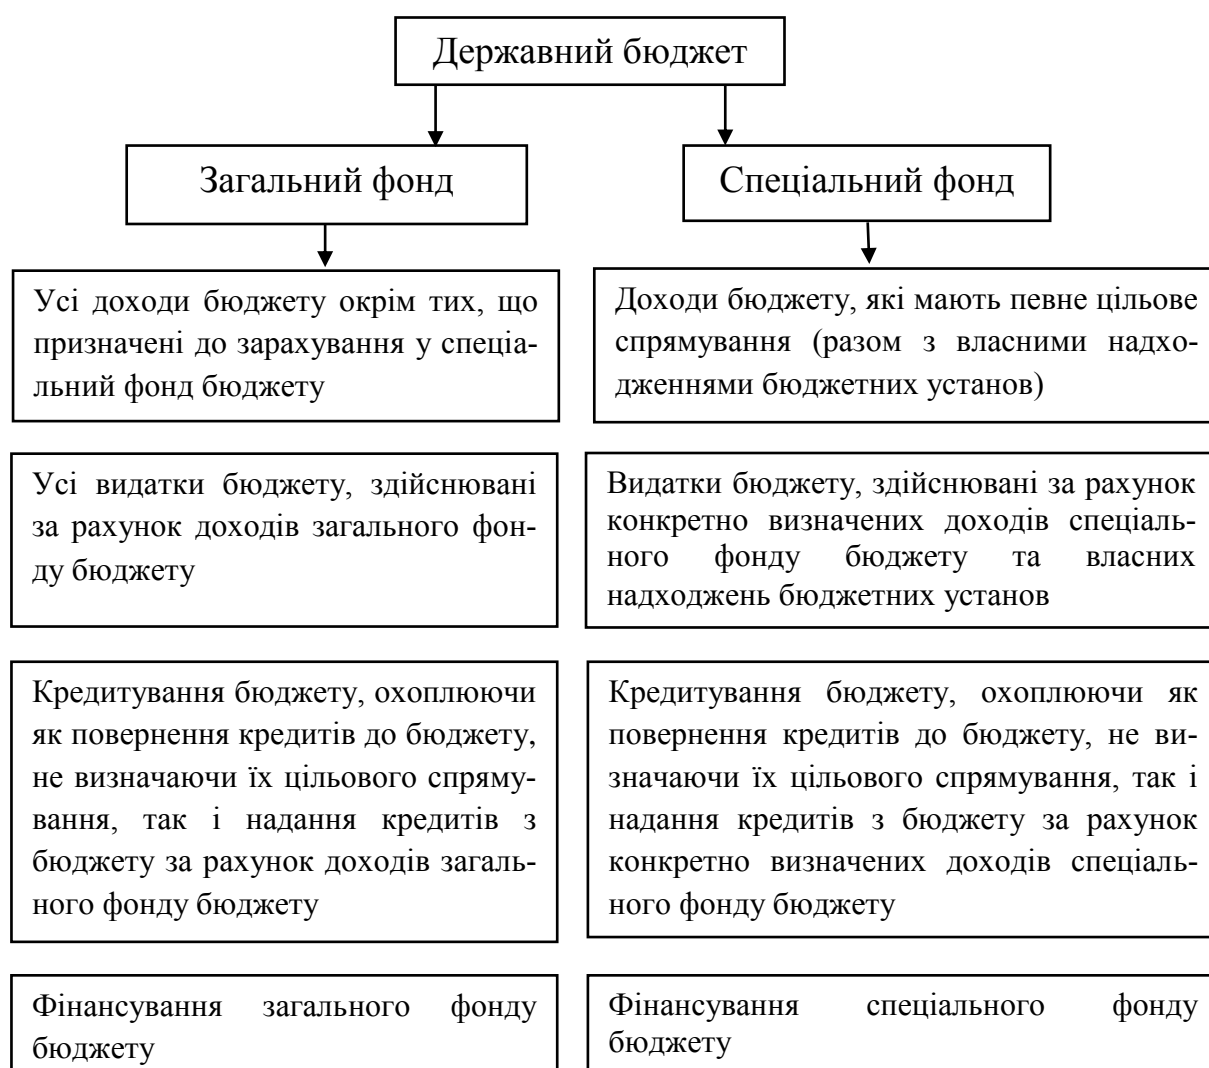 Державний бюджет
Загальний фонд
Спеціальний фонд
Усі доходи бюджету окрім тих, що
призначені до зарахування у спеціа-
льний фонд бюджету
Доходи бюджету, які мають певне цільове
спрямування (разом з власними надхо-
дженнями бюджетних установ)
Усі видатки бюджету, здійснювані
за рахунок доходів загального фон-
ду бюджету
Видатки бюджету, здійснювані за рахунок
конкретно визначених доходів спеціаль-
ного фонду бюджету та власних
надходжень бюджетних установ
Кредитування бюджету, охоплюючи
як повернення кредитів до бюджету,
не визначаючи їх цільового спряму-
вання, так і надання кредитів з
бюджету за рахунок доходів загаль-
ного фонду бюджету
Кредитування бюджету, охоплюючи як
повернення кредитів до бюджету, не ви-
значаючи їх цільового спрямування, так і
надання кредитів з бюджету за рахунок
конкретно визначених доходів спеціаль-
ного фонду бюджету
Фінансування загального фонду
бюджету
Фінансування спеціального фонду
бюджету